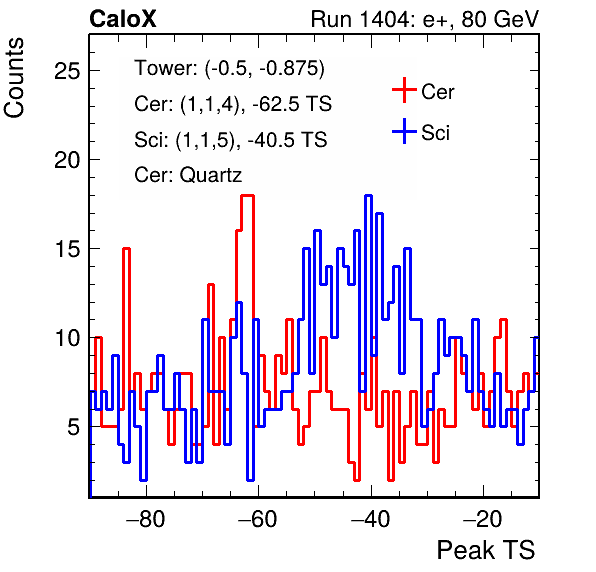 CaloX Run 1404: e+, 80 GeV
Counts
Tower: (-0.5, -0.875)
Cer: (1,1,4), -62.5 TS
Sci: (1,1,5), -40.5 TS
Cer: Quartz
Cer
Sci
25
20
15
10
5
−80 −60 −40 −20
Peak TS